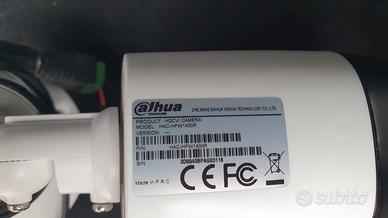 alhua
TECHNOLOGY
ZHEJIANG DAHUA VISION TECHNOLOGY CO.,LTD.
PRODUCT: HDCVI CAMERA
MODEL: HAC-HFW1400R
VERSION: ---
P/N: HAC-HFW1400R
S/N:
CE FC
Made in P.R.C
subito